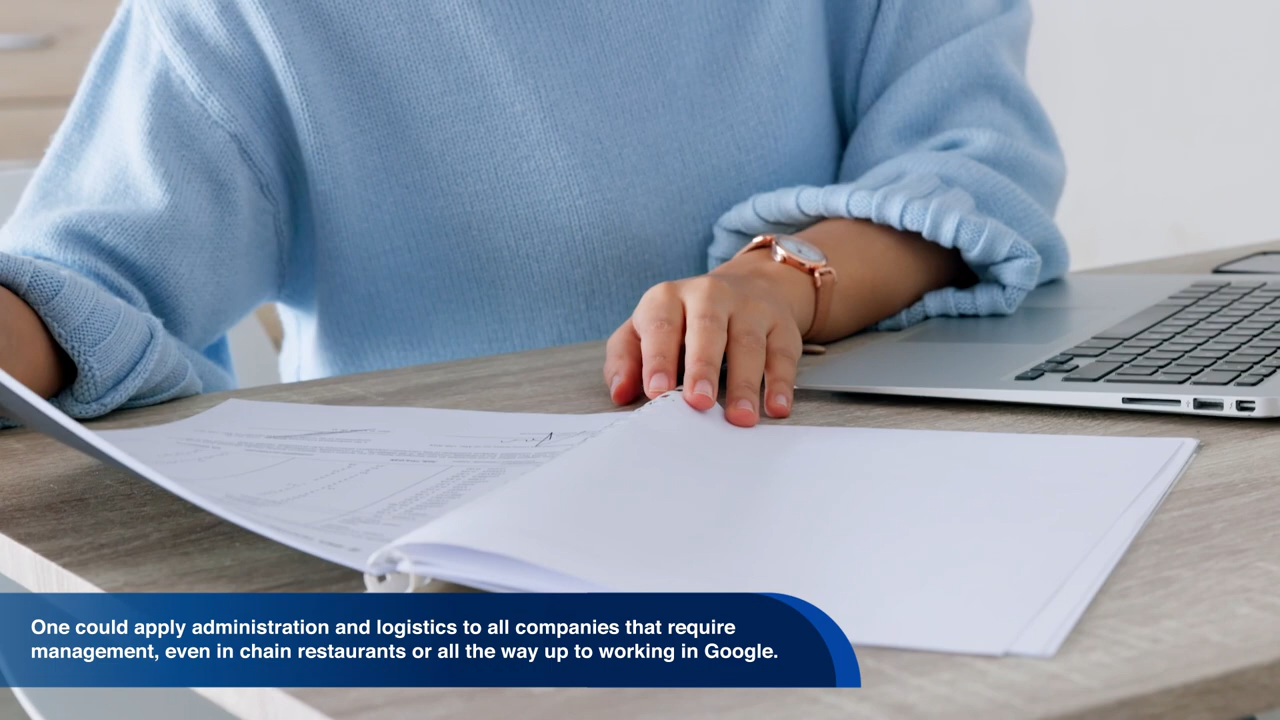 One could apply administration and logistics to all companies that require
management, even in chain restaurants or all the way up to working in Google.